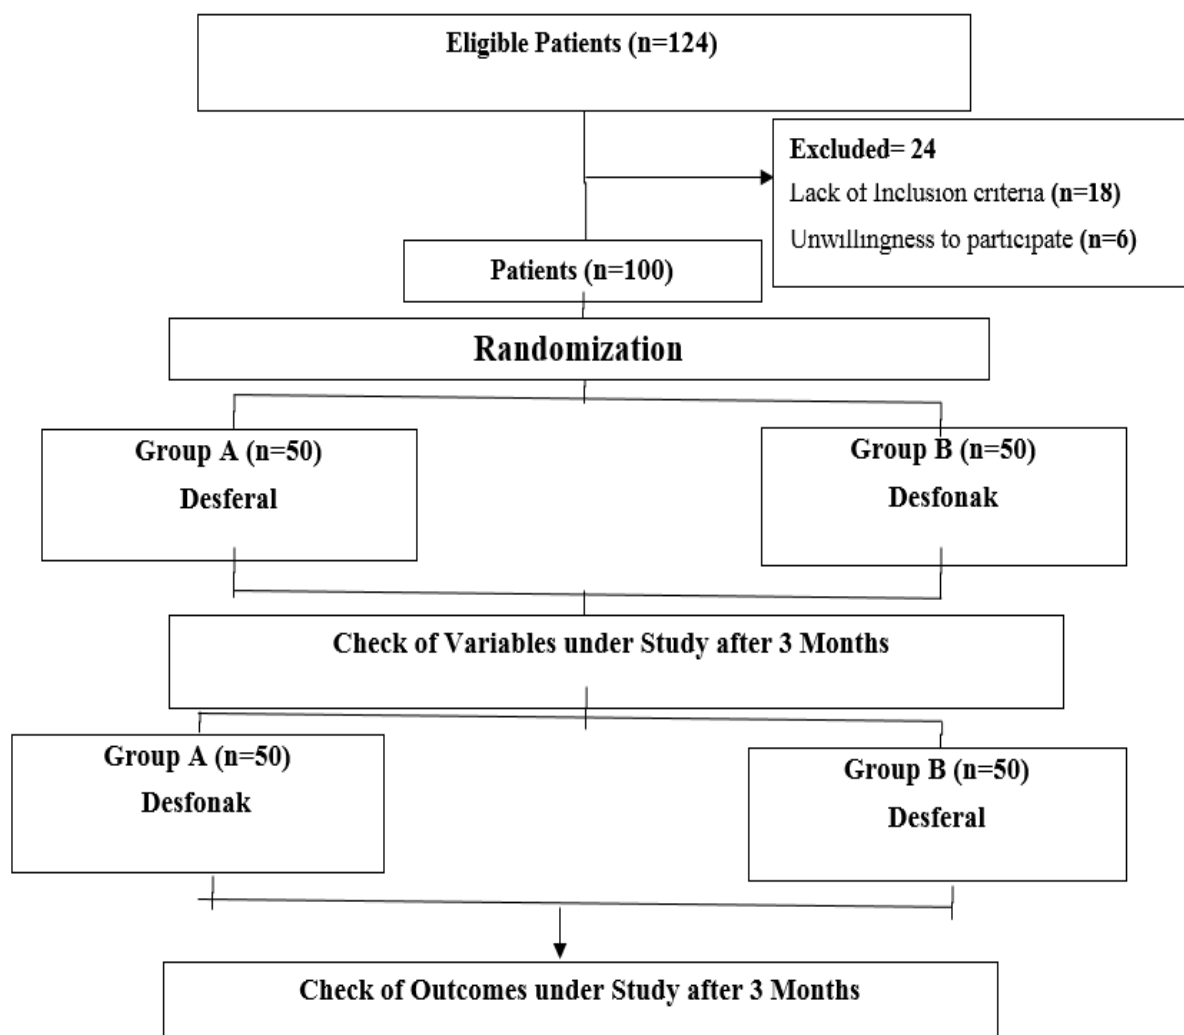 Eligible Patients (n=124)
Excluded= 24
Lack of Inclusion criteria (n=18)
Unwillingness to participate (n=6)
Patients (n=100)
Randomization
Group A (n=50)
Desferal
Group B (n=50)
Desfonak
Check of Variables under Study after 3 Months
Group A (n=50)
Desfonak
Group B (n=50)
Desferal
Check of Outcomes under Study after 3 Months